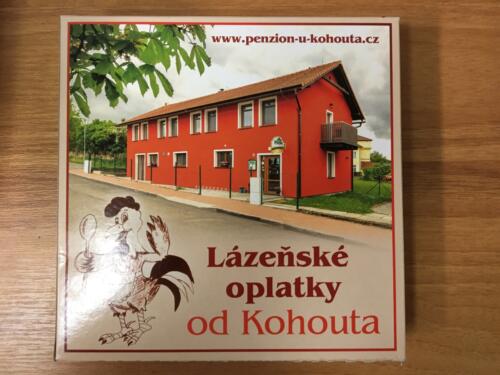 www.penzion-u-kohouta.cz
Lázeňské
oplatky
od Kohouta